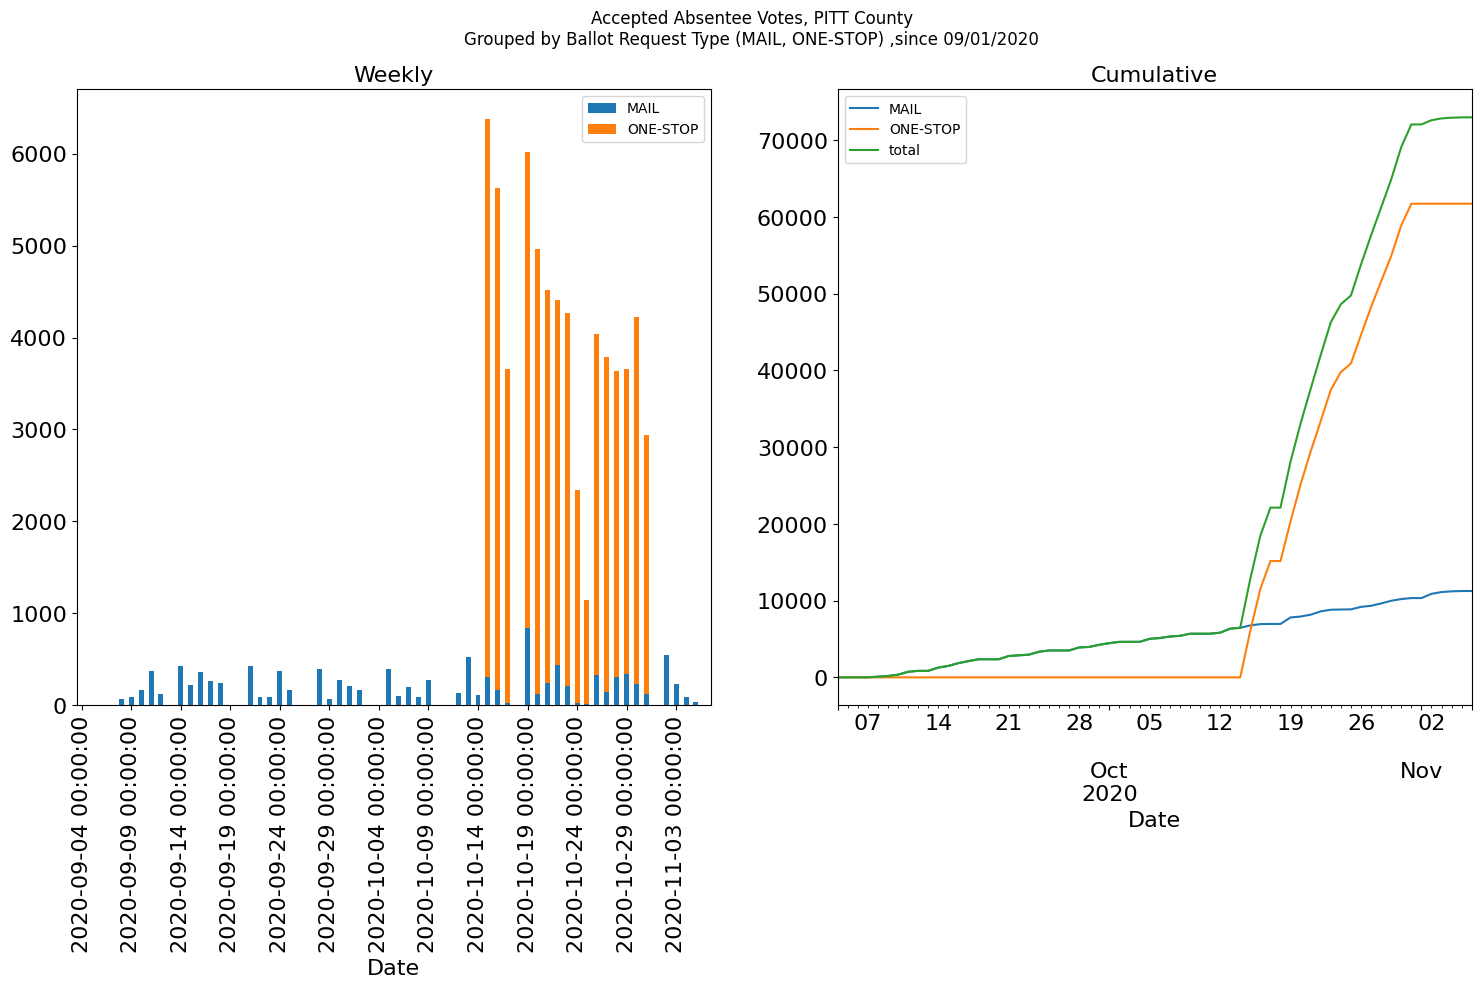 Accepted Absentee Votes, PITT County
Grouped by Ballot Request Type (MAIL, ONE-STOP) ,since 09/01/2020
Weekly
MAIL
ONE-STOP
6000
5000
4000
3000
2000
1000
0
2020-09-04 00:00:00
2020-09-09 00:00:00
2020-09-14 00:00:00
2020-09-19 00:00:00
2020-09-24 00:00:00
2020-09-29 00:00:00
2020-10-04 00:00:00
2020-10-09 00:00:00
2020-10-14 00:00:00
2020-10-19 00:00:00
2020-10-24 00:00:00
2020-10-29 00:00:00
2020-11-03 00:00:00
Date
Cumulative
MAIL
ONE-STOP
total
70000
60000
50000
40000
30000
20000
10000
0
07 14 21 28 05 12 19 26 02
Oct Nov
2020
Date